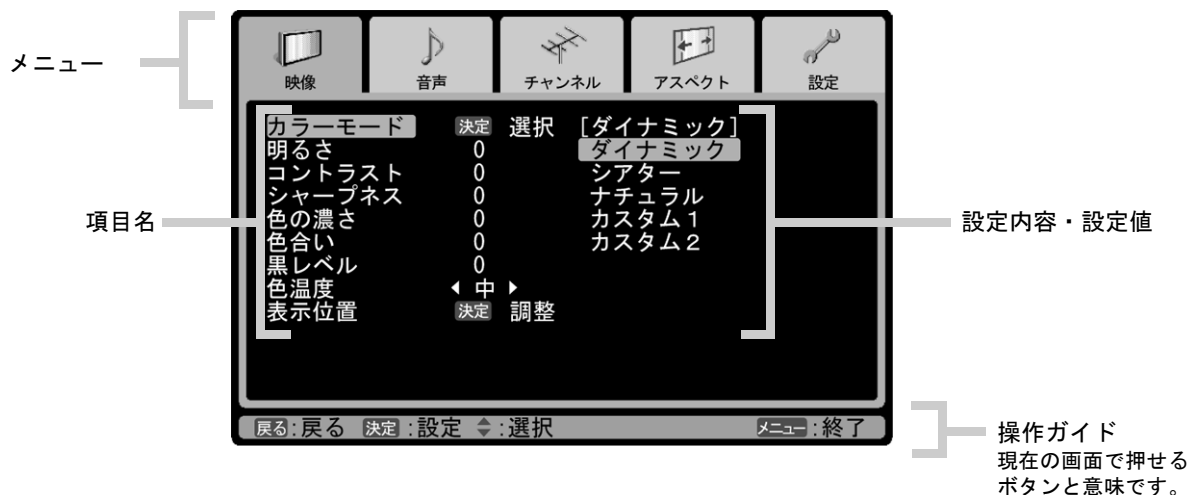 メニュー
映像 音声 チャンネル アスペクト 設定
カラーモード 決定 選択 [ダイナミック]
明るさ 0 ダイナミック
コントラスト 0 シアター
シャープネス 0 ナチュラル
色の濃さ 0 カスタム1
色合い 0 カスタム2
黒レベル 0
色温度 中
表示位置 決定 調整
項目名
設定内容・設定値
戻る:戻る 決定:設定 :選択 メニュー:終了
操作ガイド
現在の画面で押せる
ボタンと意味です。